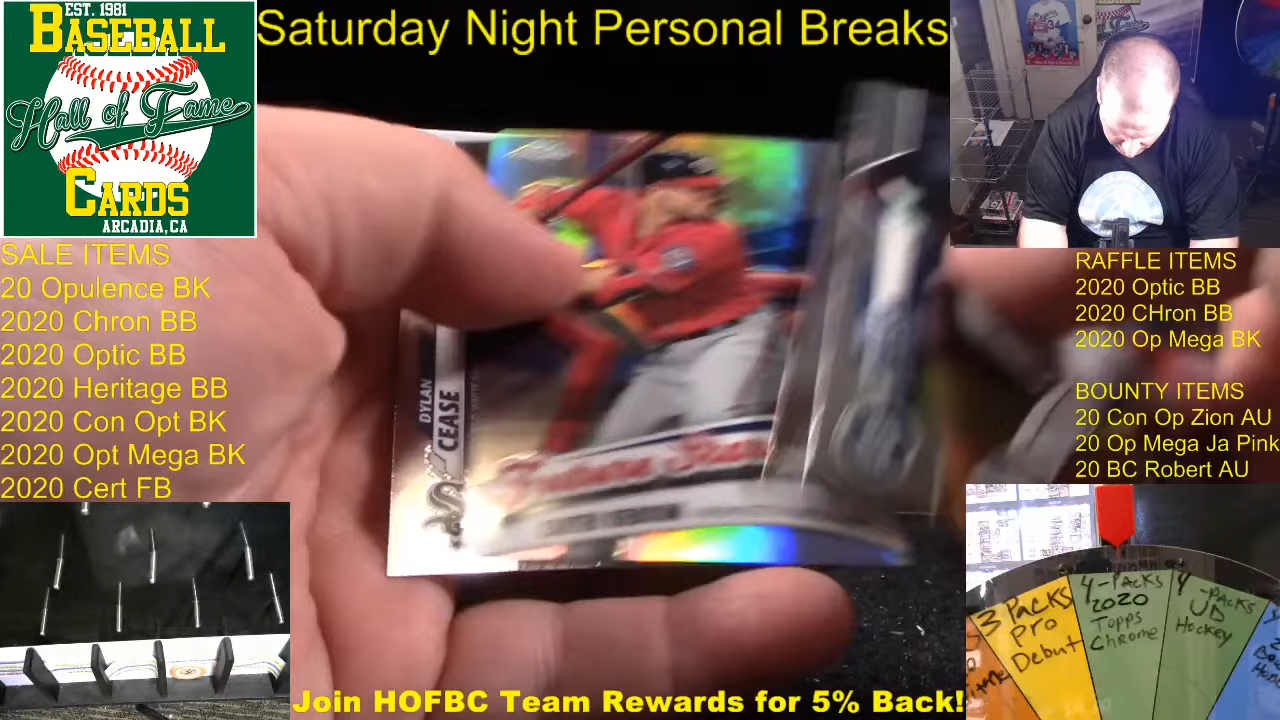 EST. 1981
BASEBALL
Hall of Fame
CARDS
ARCADIA, CA
Saturday Night Personal Breaks
SALE ITEMS
20 Opulence BK
2020 Chron BB
2020 Optic BB
2020 Heritage BB
2020 Con Opt BK
2020 Opt Mega BK
2020 Cert FB
DYLAN
CEASE
RAFFLE ITEMS
2020 Optic BB
2020 CHron BB
2020 Op Mega BK
BOUNTY ITEMS
20 Con Op Zion AU
20 Op Mega Ja Pink
20 BC Robert AU
3 PACKS
PRO
Debut
4-PACKS
2020
Topps
Chrome
4
-PACKS
UD
Hockey
Join HOFBC Team Rewards for 5% Back!